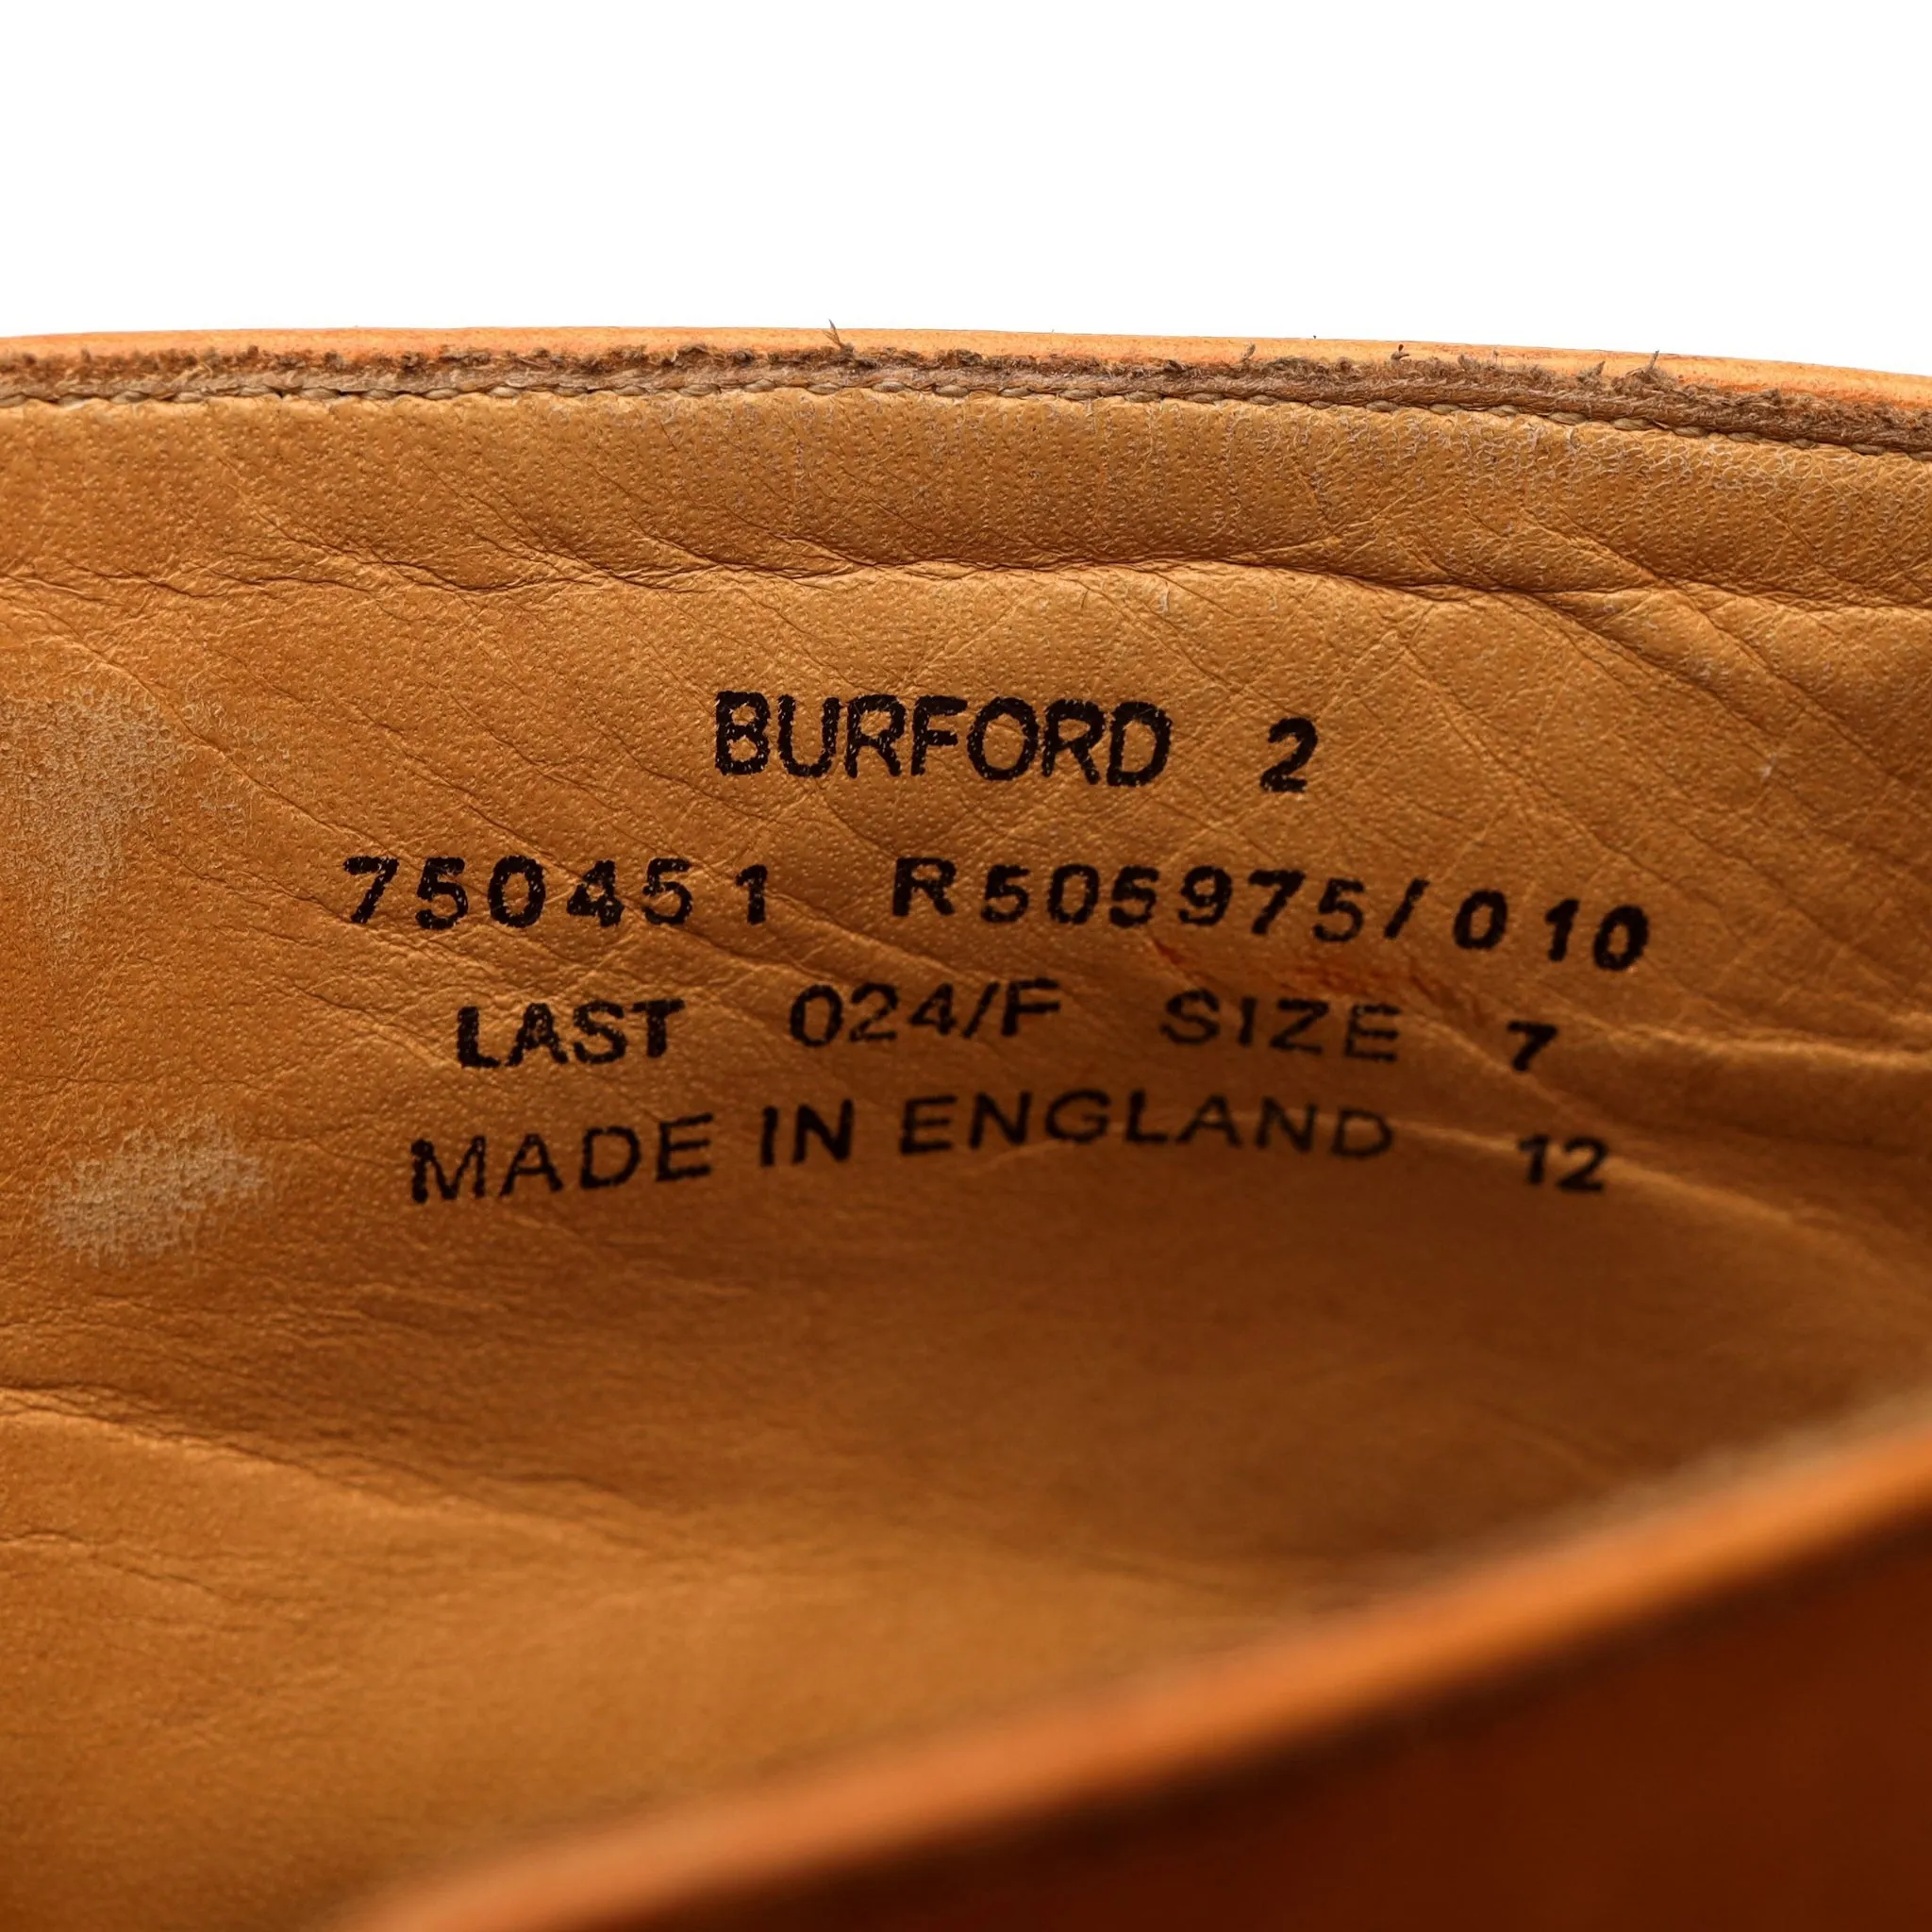 BURFORD 2
750451 R505975/010
LAST 024/F SIZE 7
MADE IN ENGLAND 12